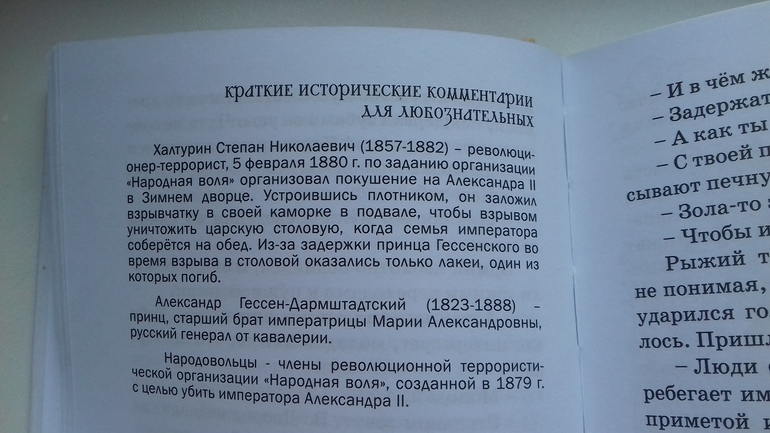 КРАТКИЕ ИСТОРИЧЕСКИЕ КОММЕНТАРИИ
ДЛЯ ЛЮБОЗНАТЕЛЬНЫХ
Халтурин Степан Николаевич (1857-1882) – революци-
онер-террорист, 5 февраля 1880 г. по заданию организации
«Народная воля» организовал покушение на Александра II
в Зимнем дворце. Устроившись плотником, он заложил
взрывчатку в своей каморке в подвале, чтобы взрывом
уничтожить царскую столовую, когда семья императора
соберётся на обед. Из-за задержки принца Гессенского во
время взрыва в столовой оказались только лакеи, один из
которых погиб.
Александр Гессен-Дармштадтский (1823-1888) –
принц, старший брат императрицы Марии Александровны,
русский генерал от кавалерии.
Народовольцы - члены революционной террористи-
ческой организации «Народная воля», созданной в 1879 г.
с целью убить императора Александра II.
– И в чём ж
– Задержат
– А как ты
– С твоей п
сывают печну
– Зола-то
– Чтобы и
Рыжий т
не понимая,
ударился го
лось. Пришл
– Люди
ребегает им
приметой и